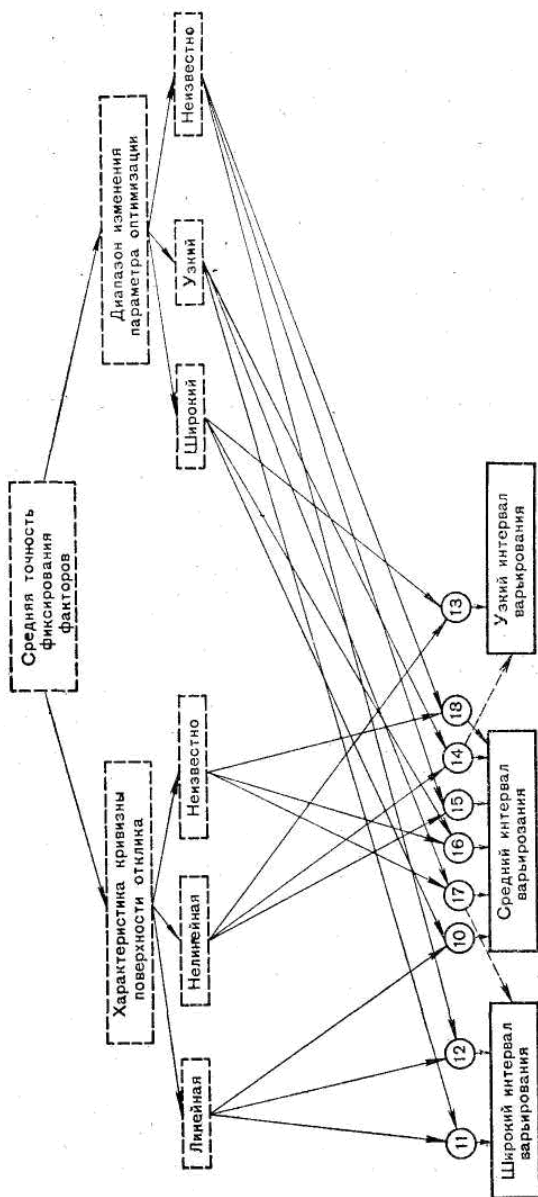 Средняя точность
фиксирования
факторов
Характеристика кривизны
поверхности отклика
Диапазон изменения
параметра оптимизации
Линейная
Нелинейная
Неизвестно
Широкий
Узкий
Неизвестно
11
12
10
17
16
15
14
18
13
Широкий интервал
варьирования
Средний интервал
варьирозания
Узкий интервал
варьирования